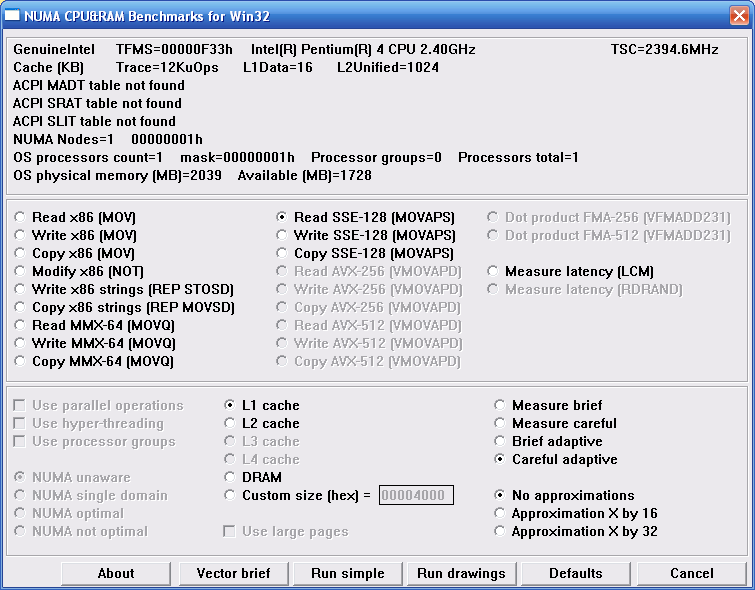 NUMA CPU&RAM Benchmarks for Win32
GenuineIntel TFMS=00000F33h Intel(R) Pentium(R) 4 CPU 2.40GHz TSC=2394.6MHz
Cache (KB) Trace=12KuOps L1Data=16 L2Unified=1024
ACPI MADT table not found
ACPI SRAT table not found
ACPI SLIT table not found
NUMA Nodes=1 00000001h
OS processors count=1 mask=00000001h Processor groups=0 Processors total=1
OS physical memory (MB)=2039 Available (MB)=1728
Read x86 (MOV)
Write x86 (MOV)
Copy x86 (MOV)
Modify x86 (NOT)
Write x86 strings (REP STOSD)
Copy x86 strings (REP MOVSD)
Read MMX-64 (MOVQ)
Write MMX-64 (MOVQ)
Copy MMX-64 (MOVQ)
Read SSE-128 (MOVAPS)
Write SSE-128 (MOVAPS)
Copy SSE-128 (MOVAPS)
Read AVX-256 (VMOVAPD)
Write AVX-256 (VMOVAPD)
Copy AVX-256 (VMOVAPD)
Read AVX-512 (VMOVAPD)
Write AVX-512 (VMOVAPD)
Copy AVX-512 (VMOVAPD)
Dot product FMA-256 (VFMADD231)
Dot product FMA-512 (VFMADD231)
Measure latency (LCM)
Measure latency (RDRAND)
Use parallel operations
Use hyper-threading
Use processor groups
NUMA unaware
NUMA single domain
NUMA optimal
NUMA not optimal
L1 cache
L2 cache
L3 cache
L4 cache
DRAM
Custom size (hex) = 00004000
Use large pages
Measure brief
Measure careful
Brief adaptive
Careful adaptive
No approximations
Approximation X by 16
Approximation X by 32
About Vector brief Run simple Run drawings Defaults Cancel